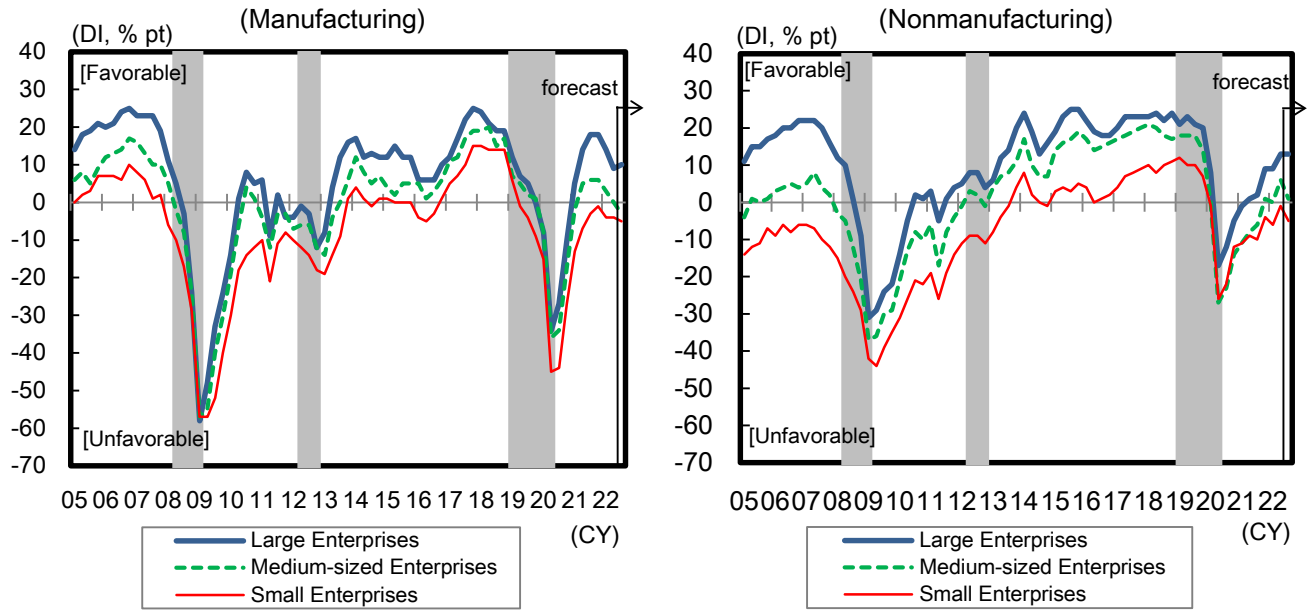 (Manufacturing)
(DI, % pt)
[Favorable]
forecast
40
30
20
10
0
-10
-20
-30
-40
-50
-60
-70
[Unfavorable]
05 06 07 08 09 10 11 12 13 14 15 16 17 18 19 20 21 22
(CY)
Large Enterprises
Medium-sized Enterprises
Small Enterprises
(Nonmanufacturing)
(DI, % pt)
[Favorable]
forecast
40
30
20
10
0
-10
-20
-30
-40
-50
-60
-70
[Unfavorable]
05 06 07 08 09 10 11 12 13 14 15 16 17 18 19 20 21 22
(CY)
Large Enterprises
Medium-sized Enterprises
Small Enterprises